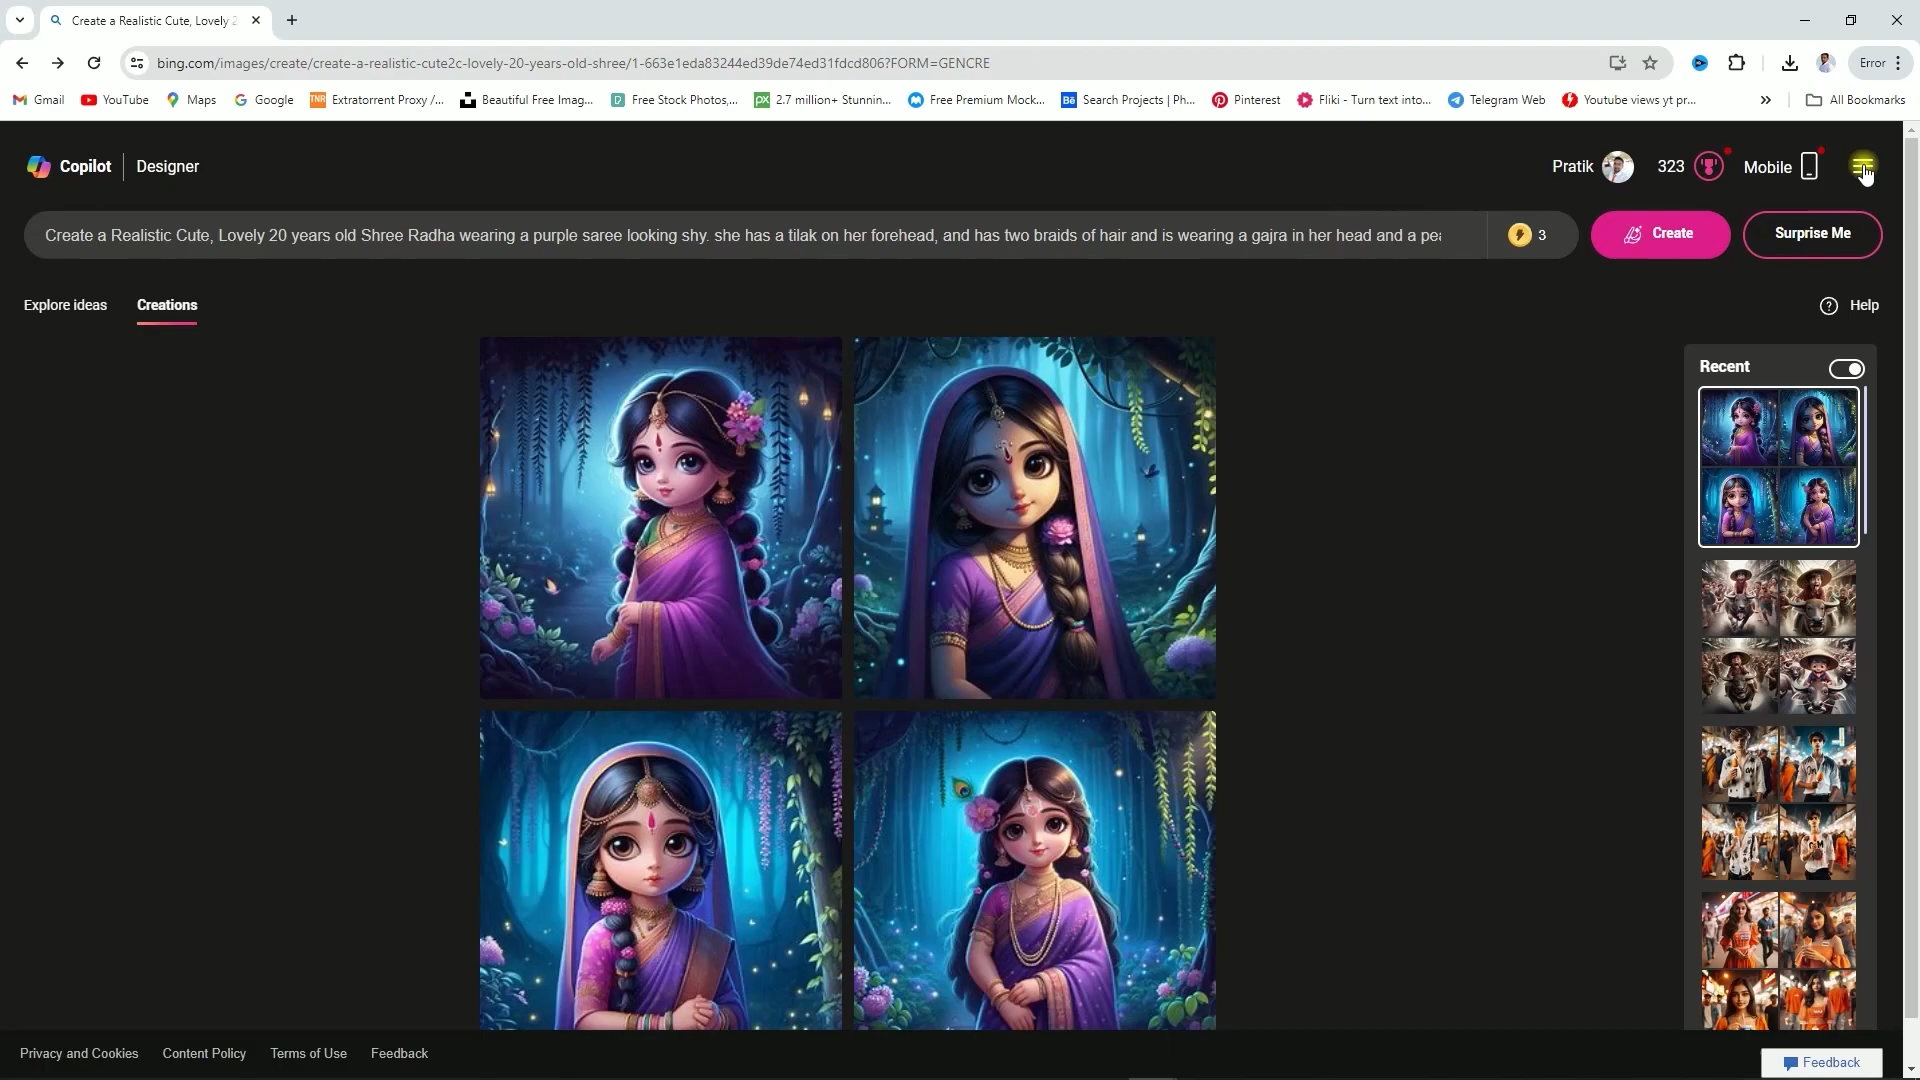 Create a Realistic Cute, Lovely 2
bing.com/images/create/create-a-realistic-cute2c-lovely-20-years-old-shree/1-663e1eda83244ed39de74ed31fdcd806?FORM=GENCRE
Error
Gmail
YouTube
Maps
Google
Extratorrent Proxy /...
Beautiful Free Imag...
Free Stock Photos,...
2.7 million+ Stunnin...
Free Premium Mock...
Search Projects | Ph...
Pinterest
Fliki - Turn text into...
Telegram Web
Youtube views yt pr...
All Bookmarks
Copilot
Designer
Pratik
323
Mobile
Create a Realistic Cute, Lovely 20 years old Shree Radha wearing a purple saree looking shy. she has a tilak on her forehead, and has two braids of hair and is wearing a gajra in her head and a pea
3
Create
Surprise Me
Explore ideas
Creations
Help
Recent
Privacy and Cookies
Content Policy
Terms of Use
Feedback
Feedback